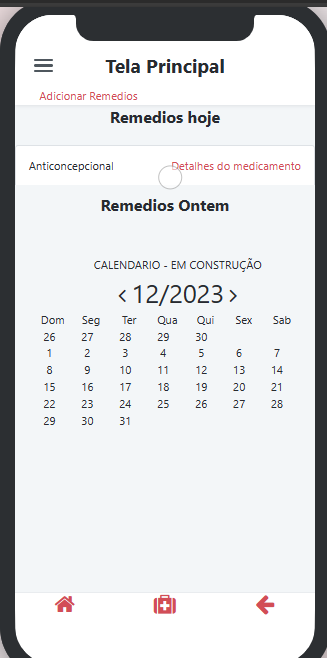 Tela Principal
Adicionar Remedios
Remedios hoje
Anticoncepcional Detalhes do medicamento
Remedios Ontem
CALENDARIO - EM CONSTRUÇÃO
12/2023
Dom Seg Ter Qua Qui Sex Sab
26 27 28 29 30
1 2 3 4 5 6 7
8 9 10 11 12 13 14
15 16 17 18 19 20 21
22 23 24 25 26 27 28
29 30 31